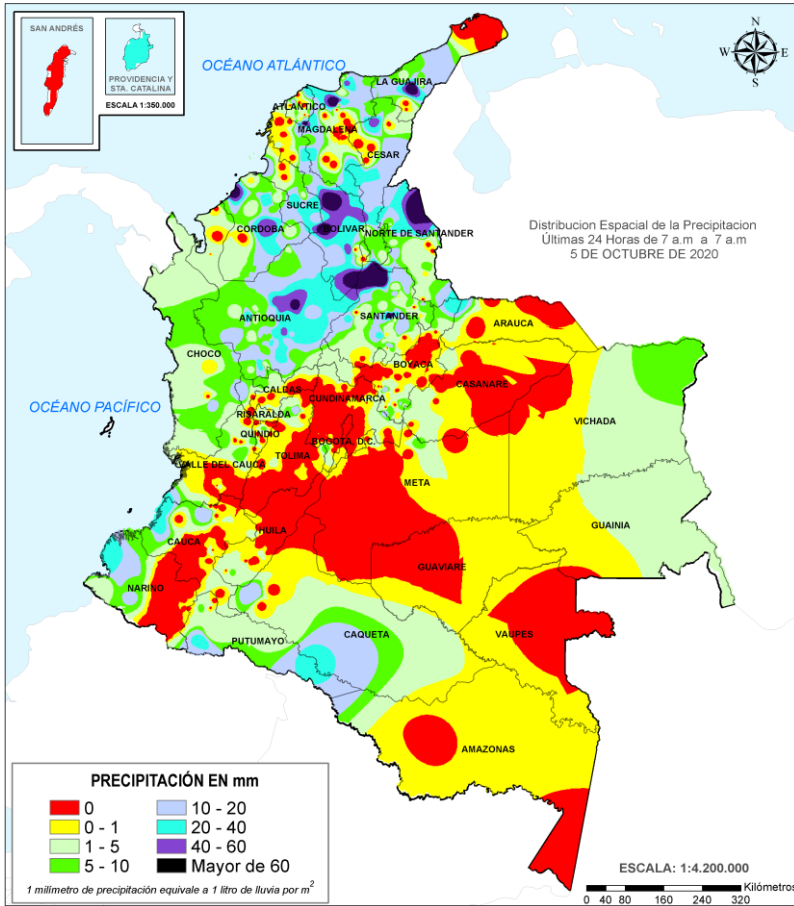 SAN ANDRÉS
PROVIDENCIA Y
STA. CATALINA
ESCALA 1:350.000
OCÉANO ATLÁNTICO
N
W
E
S
LA GUAJIRA
ATLANTICO
MAGDALENA
CESAR
SUCRE
CORDOBA
BOLIVAR
NORTE DE SANTANDER
Distribucion Espacial de la Precipitacion
Últimas 24 Horas de 7 a.m a 7 a.m
5 DE OCTUBRE DE 2020
ANTIOQUIA
SANTANDER
ARAUCA
CHOCO
BOYACA
CASANARE
CALDAS
CUNDINAMARCA
OCÉANO PACÍFICO
RISARALDA
VICHADA
QUINDIO
BOGOTA, D.C.
TOLIMA
VALLE DEL CAUCA
META
GUAINIA
HUILA
CAUCA
GUAVIARE
NARIÑO
VAUPES
CAQUETA
PUTUMAYO
AMAZONAS
PRECIPITACIÓN EN mm
0
10 - 20
0 - 1
20 - 40
1 - 5
40 - 60
5 - 10
Mayor de 60
1 milímetro de precipitación equivale a 1 litro de lluvia por m²
ESCALA: 1:4.200.000
Kilómetros
0 40 80 160 240 320